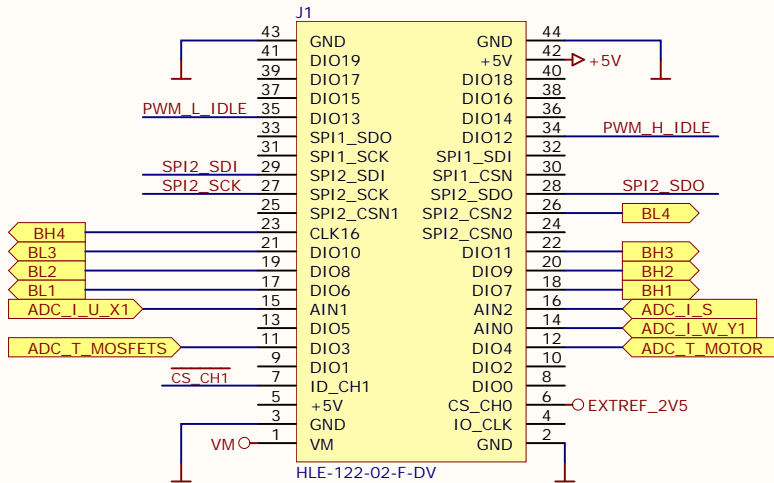 J1
43 GND GND 44
41 DIO19 +5V 42 +5V
39 DIO17 DIO18 40
37 DIO15 DIO16 38
PWM_L_IDLE 35 DIO13 DIO14 36
33 SPI1_SDO DIO12 34 PWM_H_IDLE
31 SPI1_SCK SPI1_SDI 32
SPI2_SDI 29 SPI2_SDI SPI1_CSN 30
SPI2_SCK 27 SPI2_SCK SPI2_SDO 28 SPI2_SDO
25 SPI2_CSN1 SPI2_CSN2 26 BL4
BH4 23 CLK16 SPI2_CSN0 24
BL3 21 DIO10 DIO11 22 BH3
BL2 19 DIO8 DIO9 20 BH2
BL1 17 DIO6 DIO7 18 BH1
ADC_I_U_X1 15 AIN1 AIN2 16 ADC_I_S
13 DIO5 AIN0 14 ADC_I_W_Y1
ADC_T_MOSFETS 11 DIO3 DIO4 12 ADC_T_MOTOR
9 DIO1 DIO2 10
CS_CH1 7 ID_CH1 DIO0 8
5 +5V CS_CH0 6 EXTREF_2V5
3 GND IO_CLK 4
VM 1 VM GND 2
HLE-122-02-F-DV